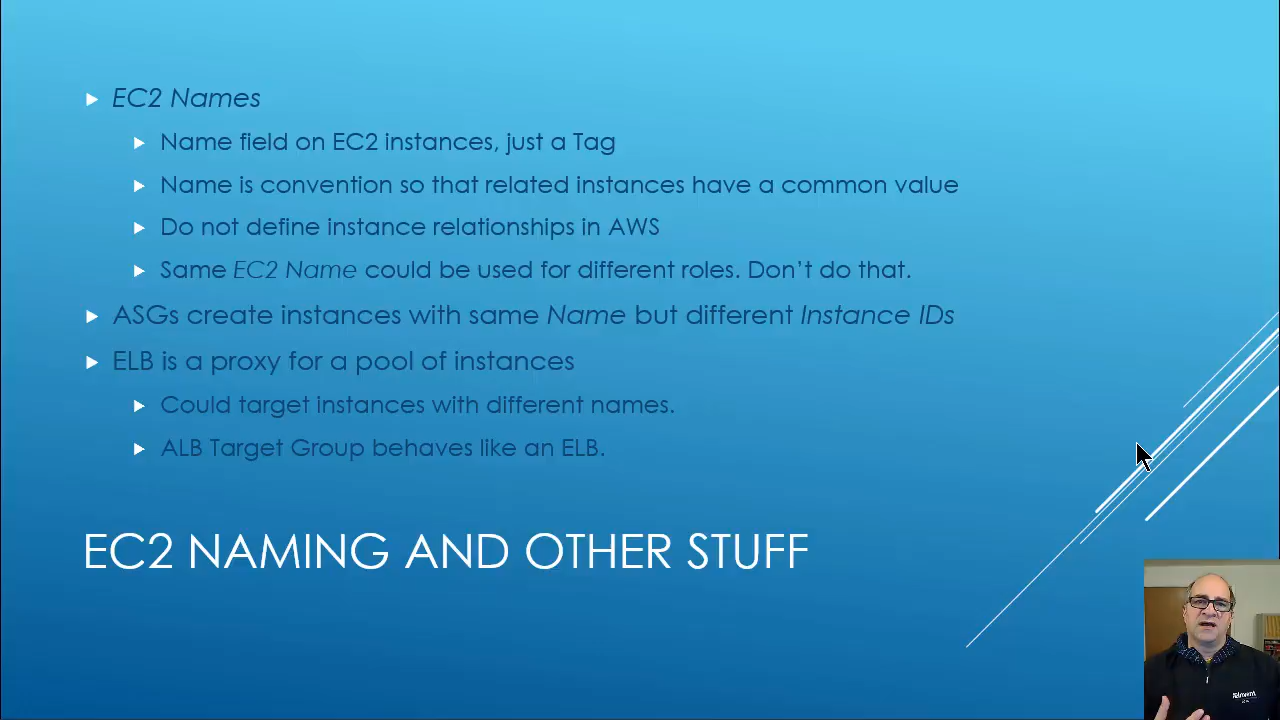 EC2 Names
Name field on EC2 instances, just a Tag
Name is convention so that related instances have a common value
Do not define instance relationships in AWS
Same EC2 Name could be used for different roles. Don't do that.
ASGs create instances with same Name but different Instance IDs
ELB is a proxy for a pool of instances
Could target instances with different names.
ALB Target Group behaves like an ELB.
EC2 NAMING AND OTHER STUFF